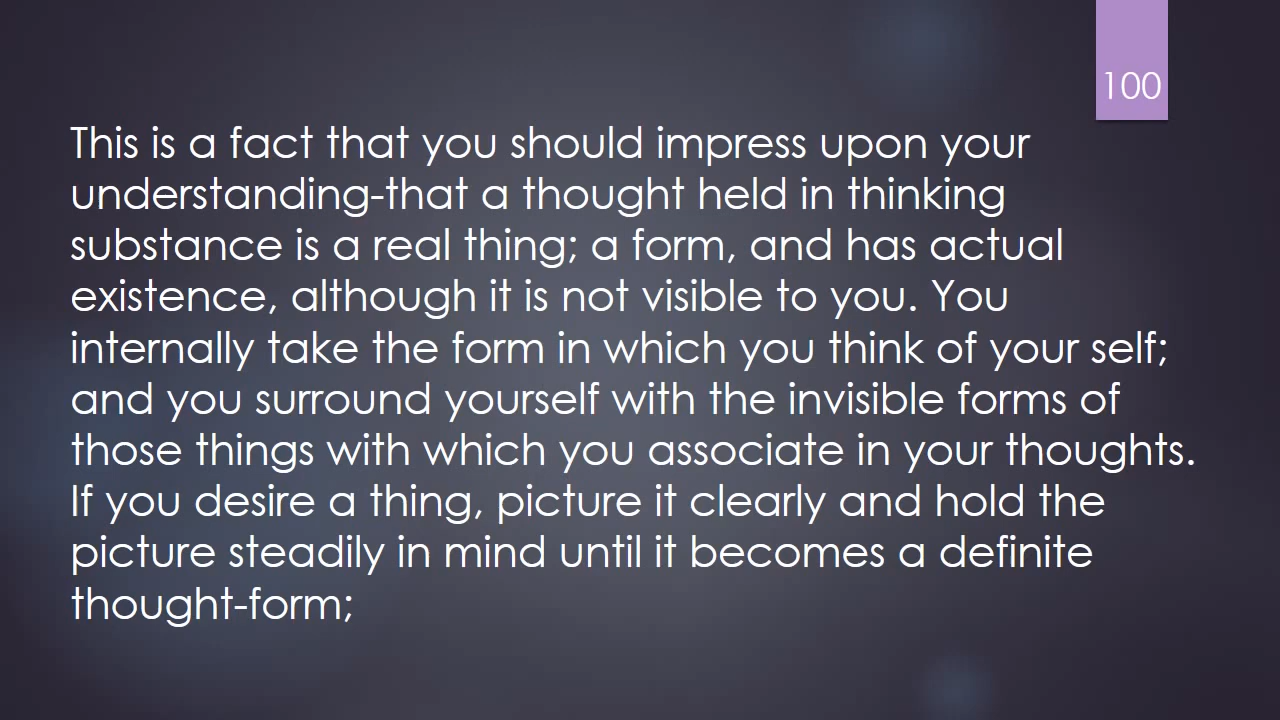 100
This is a fact that you should impress upon your
understanding-that a thought held in thinking
substance is a real thing; a form, and has actual
existence, although it is not visible to you. You
internally take the form in which you think of your self;
and you surround yourself with the invisible forms of
those things with which you associate in your thoughts.
If you desire a thing, picture it clearly and hold the
picture steadily in mind until it becomes a definite
thought-form;